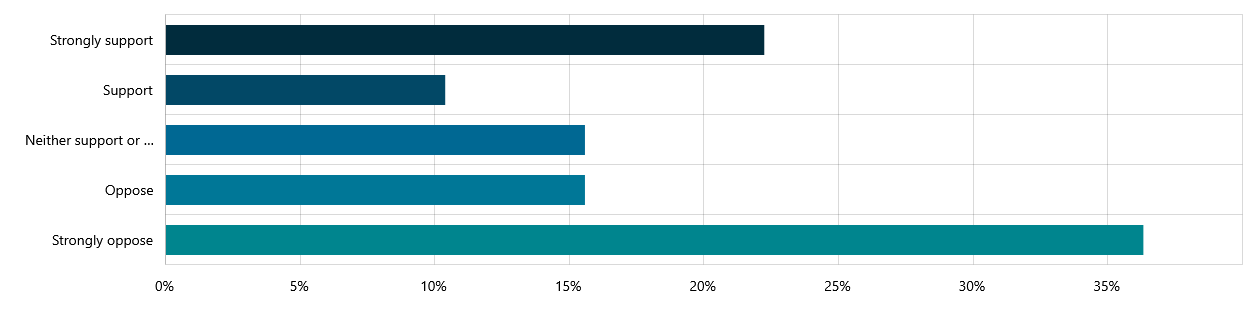 Strongly support
Support
Neither support or ...
Oppose
Strongly oppose
0% 5% 10% 15% 20% 25% 30% 35%